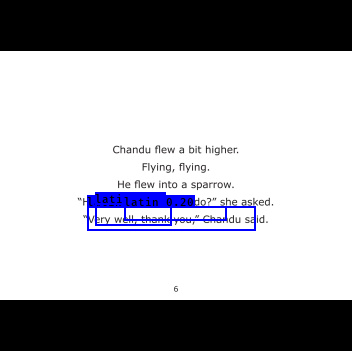 Chandu flew a bit higher.
Flying, flying.
He flew into a sparrow.
do?” she asked.
“Very well, thank you,” Chandu said.
6